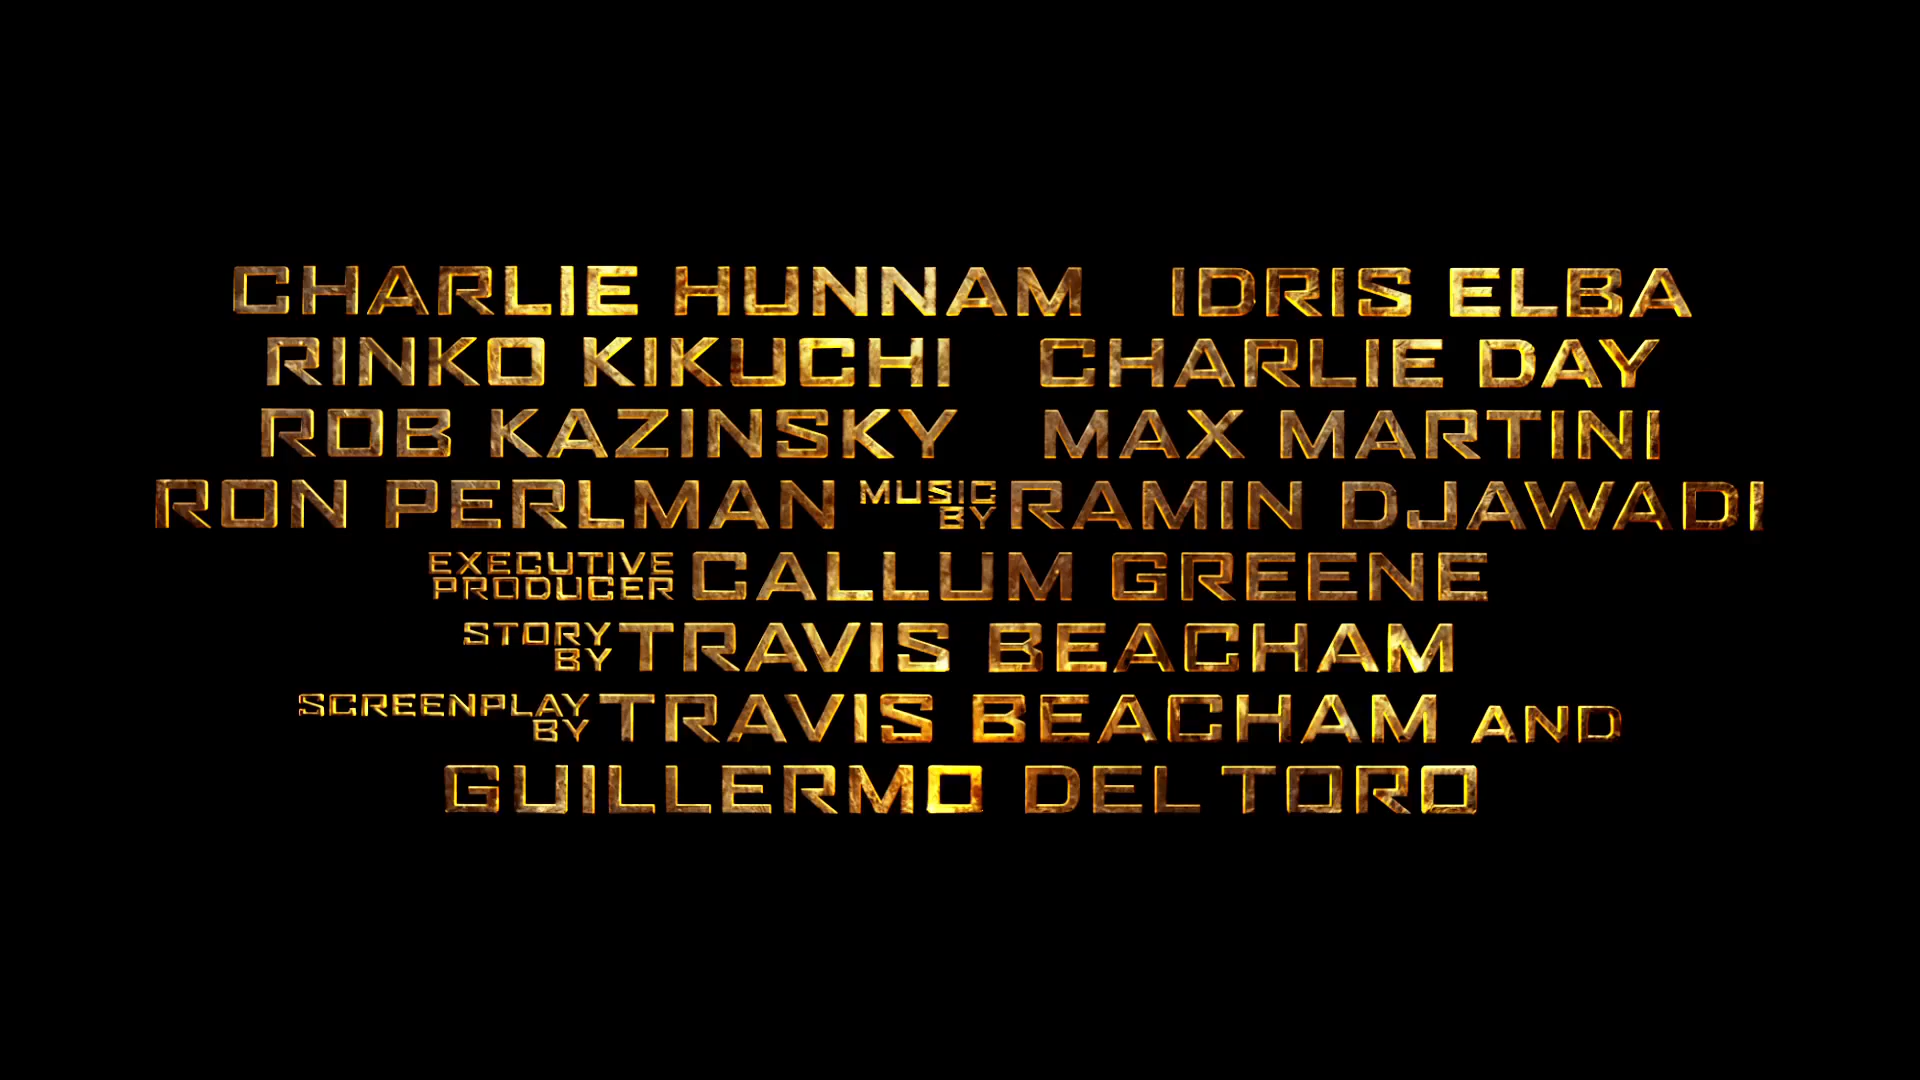 CHARLIE HUNNAM IDRIS ELBA
RINKO KIKUCHI CHARLIE DAY
ROB KAZINSKY MAX MARTINI
RON PERLMAN MUSIC BY RAMIN DJAWADI
EXECUTIVE PRODUCER CALLUM GREENE
STORY BY TRAVIS BEACHAM
SCREENPLAY BY TRAVIS BEACHAM AND
GUILLERMO DEL TORO